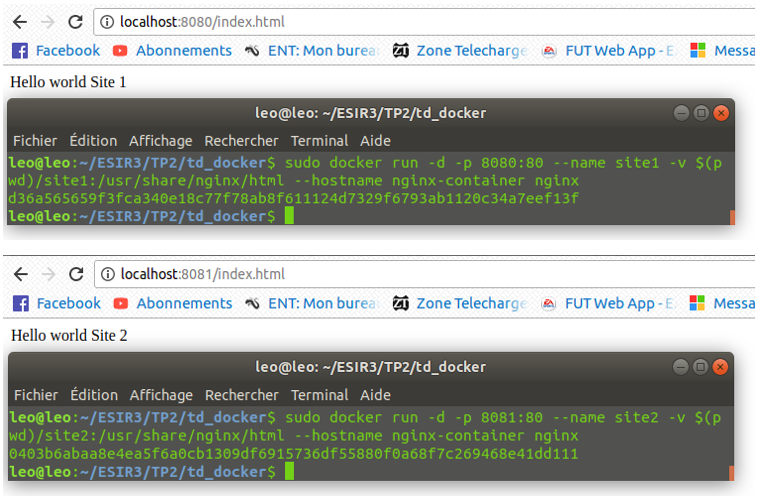 localhost:8080/index.html
Facebook Abonnements ENT: Mon bureau Zone Telecharge FUT Web App - E Messa
Hello world Site 1
leo@leo: ~/ESIR3/TP2/td_docker
Fichier Édition Affichage Rechercher Terminal Aide
leo@leo:~/ESIR3/TP2/td_docker$ sudo docker run -d -p 8080:80 --name site1 -v $(p
wd)/site1:/usr/share/nginx/html --hostname nginx-container nginx
d36a565659f3fca340e18c77f78ab8f611124d7329f6793ab1120c34a7eef13f
leo@leo:~/ESIR3/TP2/td_docker$
localhost:8081/index.html
Facebook Abonnements ENT: Mon bureau Zone Telecharge FUT Web App - E Messa
Hello world Site 2
leo@leo: ~/ESIR3/TP2/td_docker
Fichier Édition Affichage Rechercher Terminal Aide
leo@leo:~/ESIR3/TP2/td_docker$ sudo docker run -d -p 8081:80 --name site2 -v $(p
wd)/site2:/usr/share/nginx/html --hostname nginx-container nginx
0403b6abaa8e4ea5f6a0cb1309df6915736df55880f0a68f7c269468e41dd111
leo@leo:~/ESIR3/TP2/td_docker$